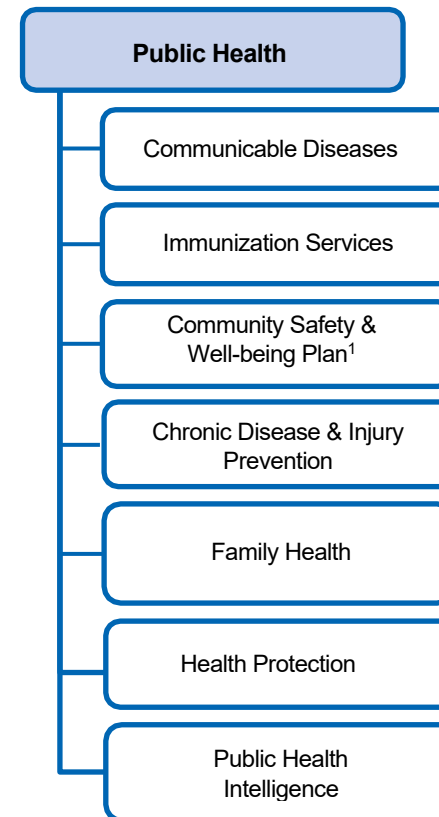 Public Health
Communicable Diseases
Immunization Services
Community Safety &
Well-being Plan¹
Chronic Disease & Injury
Prevention
Family Health
Health Protection
Public Health
Intelligence